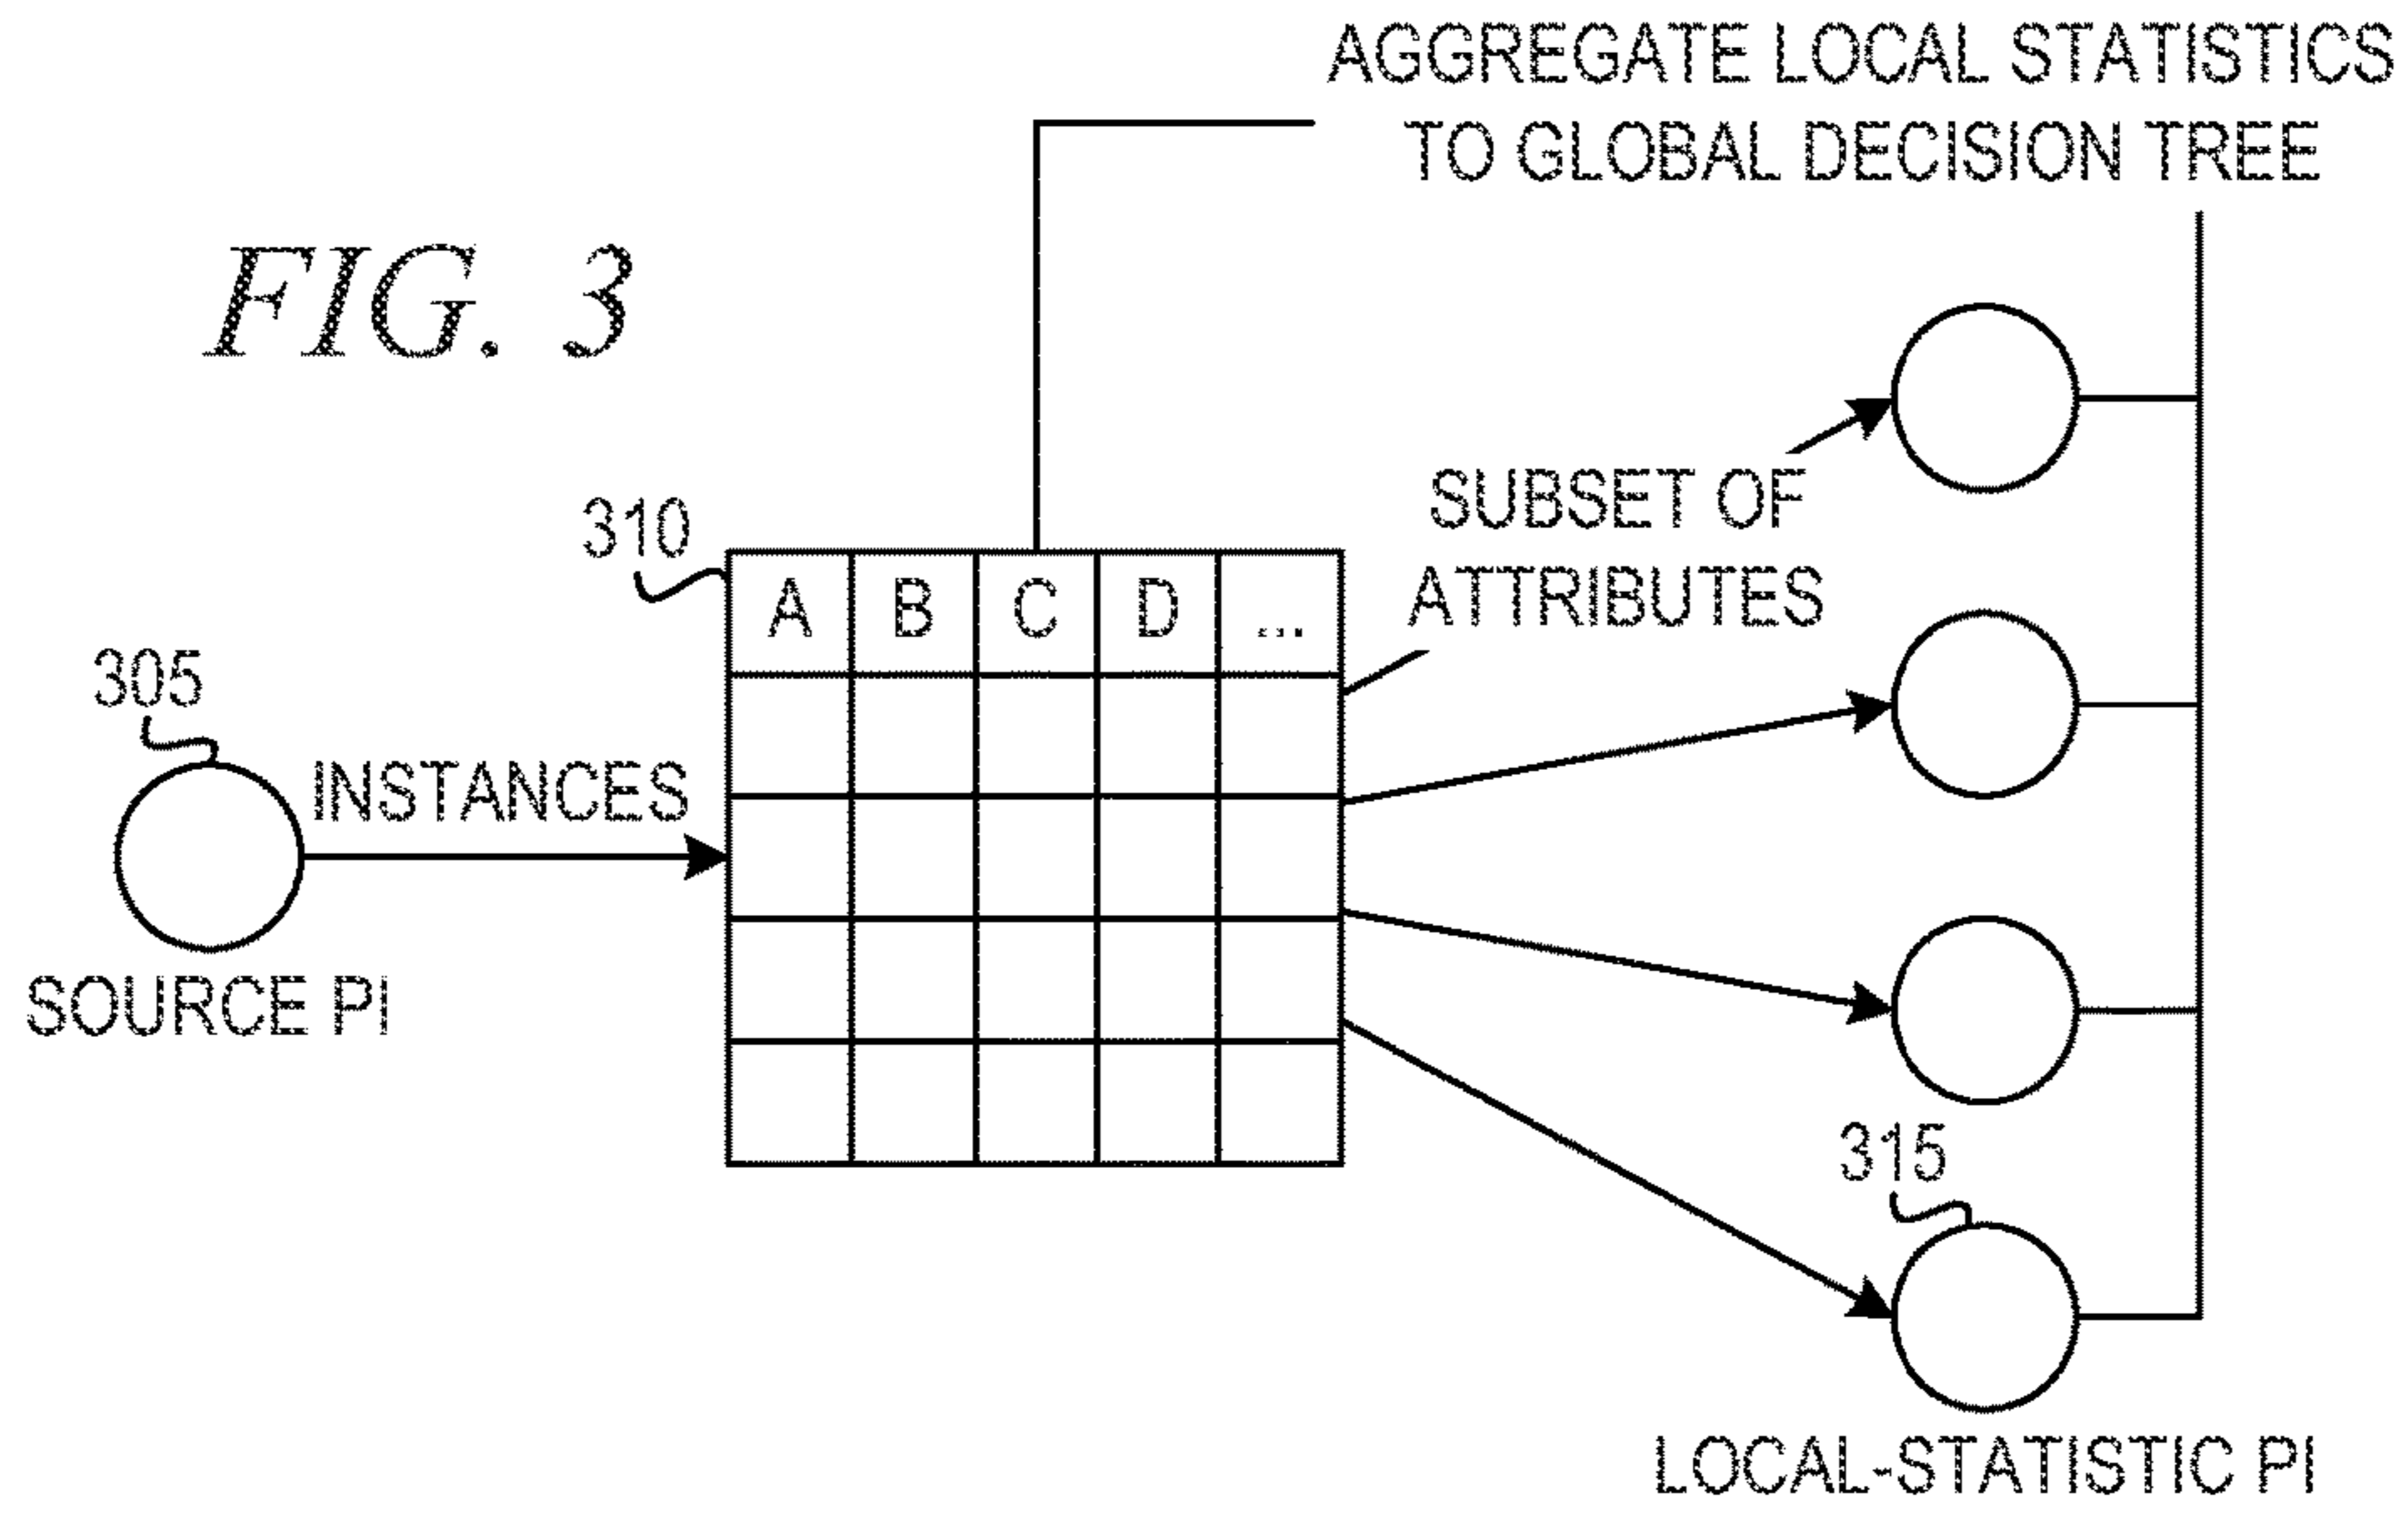 AGGREGATE LOCAL STATISTICS
TO GLOBAL DECISION TREE
FIG. 3
310
SUBSET OF
ATTRIBUTES
A B C D ...
305
INSTANCES
SOURCE PI
315
LOCAL-STATISTIC PI